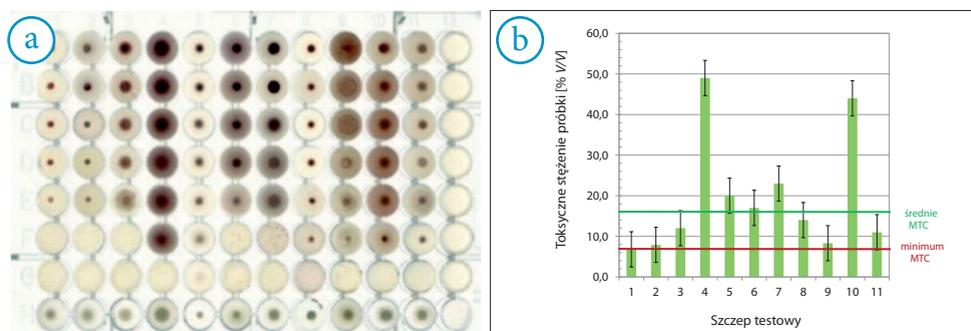 a
b
Toksyczne stężenie próbki [% V/V]
60,0
50,0
40,0
30,0
20,0
10,0
0,0
średnie
MTC
minimum
MTC
1 2 3 4 5 6 7 8 9 10 11
Szczep testowy